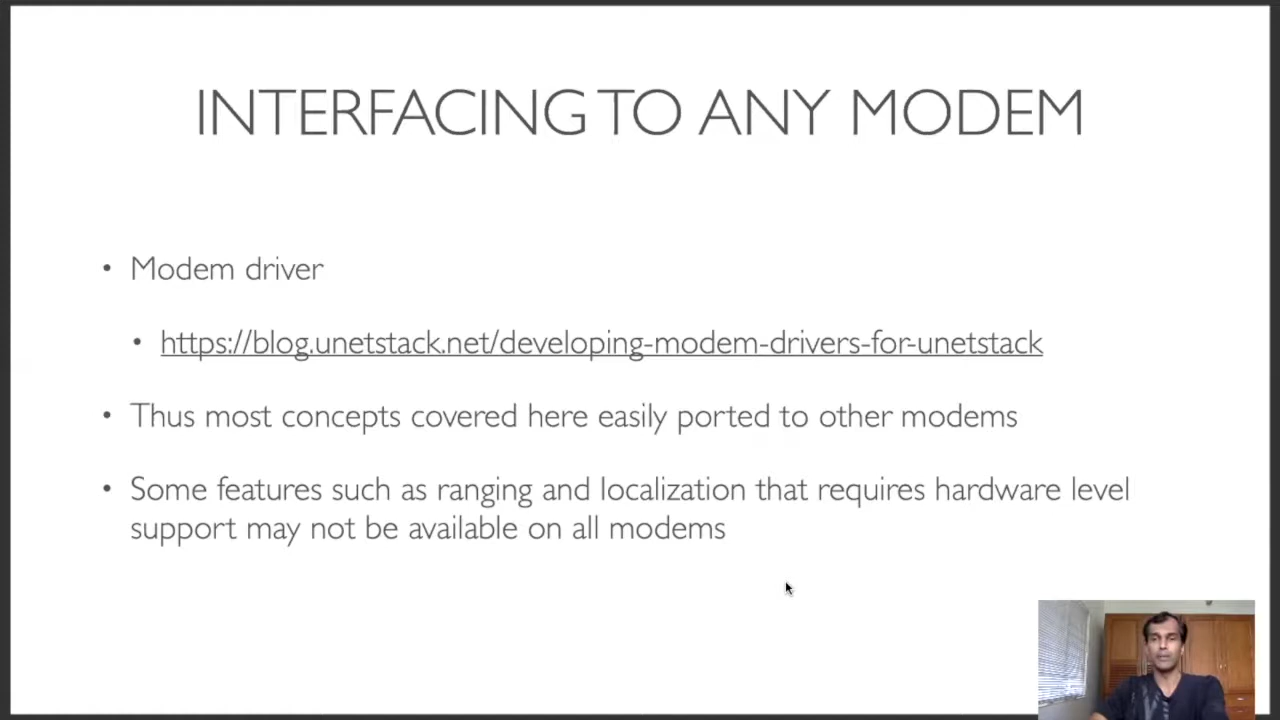 INTERFACING TO ANY MODEM
• Modem driver
• https://blog.unetstack.net/developing-modem-drivers-for-unetstack
• Thus most concepts covered here easily ported to other modems
• Some features such as ranging and localization that requires hardware level
support may not be available on all modems